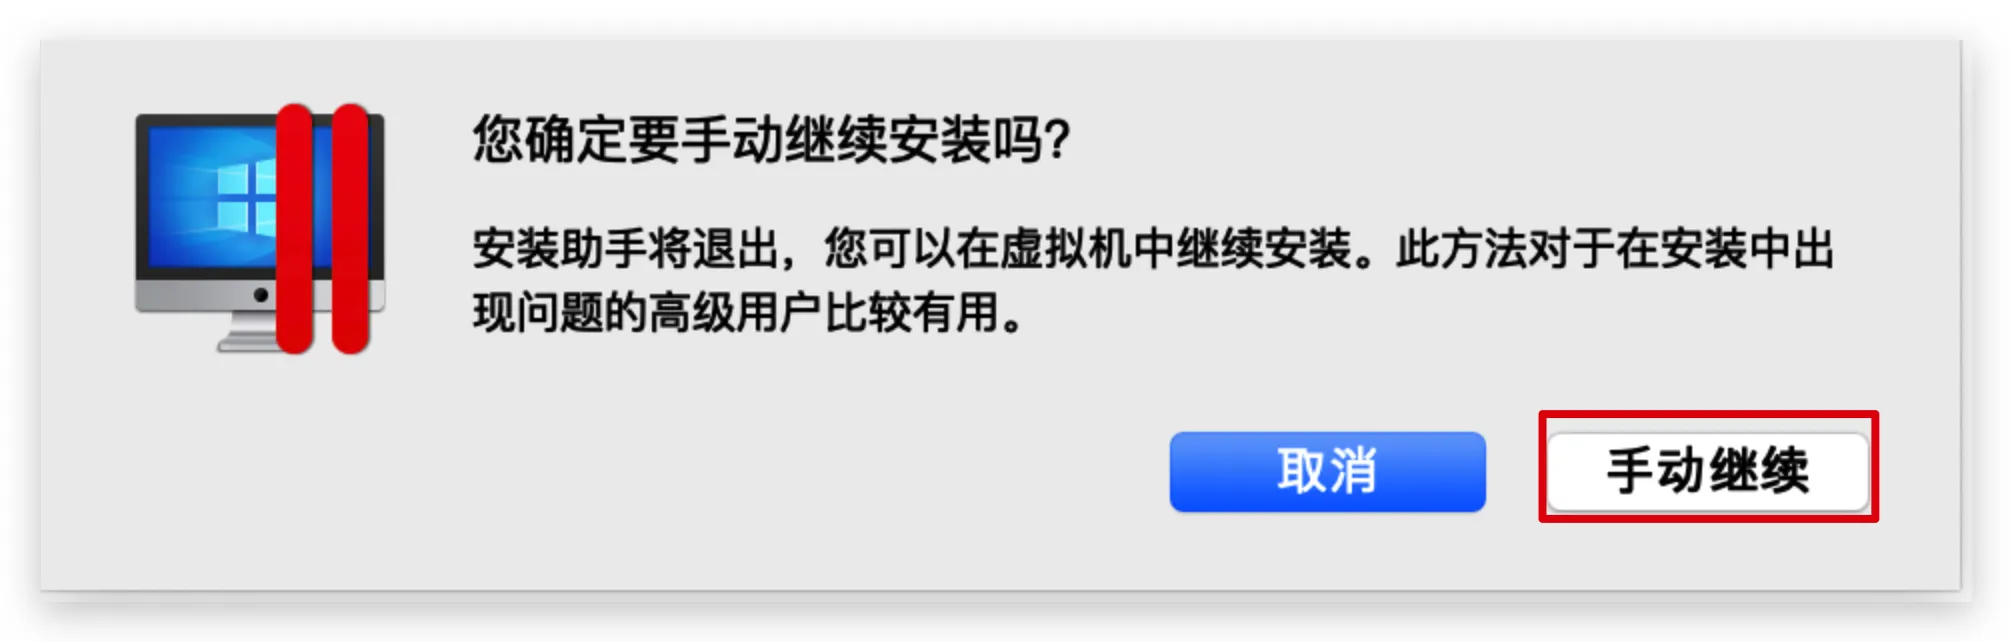 您确定要手动继续安装吗?
安装助手将退出，您可以在虚拟机中继续安装。此方法对于在安装中出
现问题的高级用户比较有用。
取消
手动继续